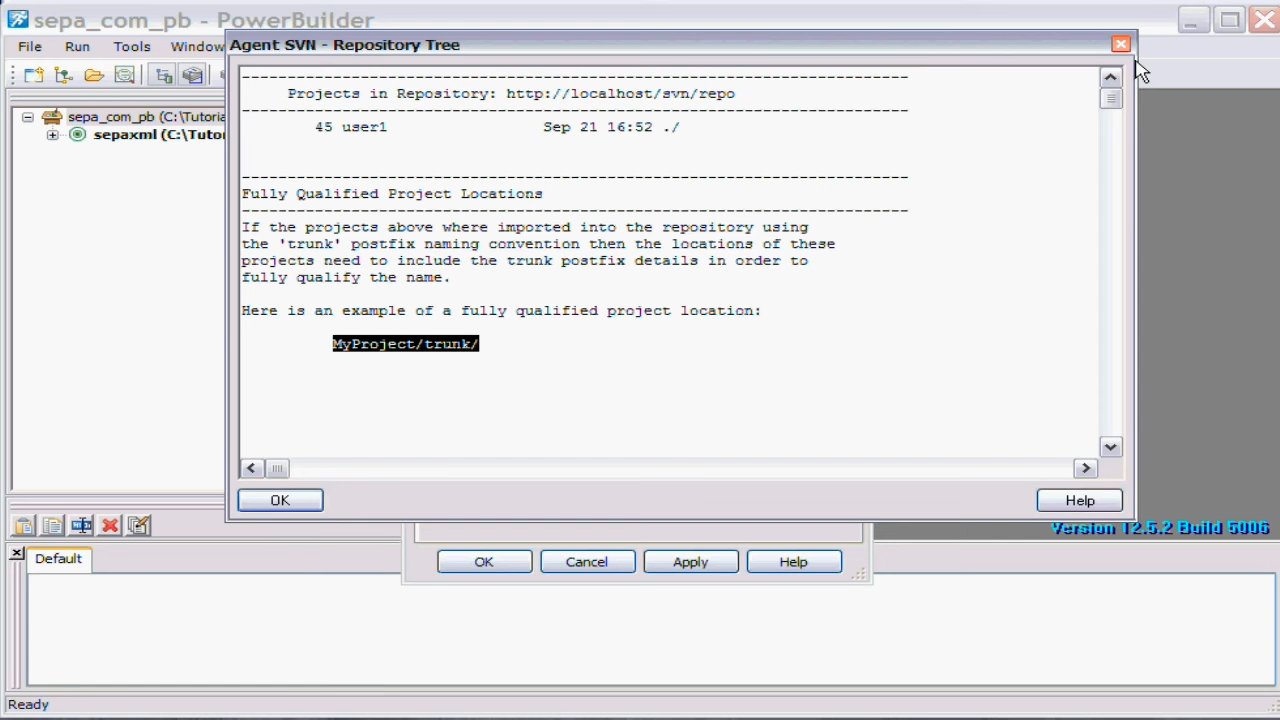 sepa_com_pb - PowerBuilder
File Run Tools Window
Agent SVN - Repository Tree
Projects in Repository: http://localhost/svn/repo
45 user1 Sep 21 16:52 ./
Fully Qualified Project Locations
If the projects above where imported into the repository using
the 'trunk' postfix naming convention then the locations of these
projects need to include the trunk postfix details in order to
fully qualify the name.
Here is an example of a fully qualified project location:
MyProject/trunk/
OK Help
sepa_com_pb (C:\Tutoria
sepaxml (C:\Tutor
Version 12.5.2 Build 5006
OK Cancel Apply Help
Default
Ready